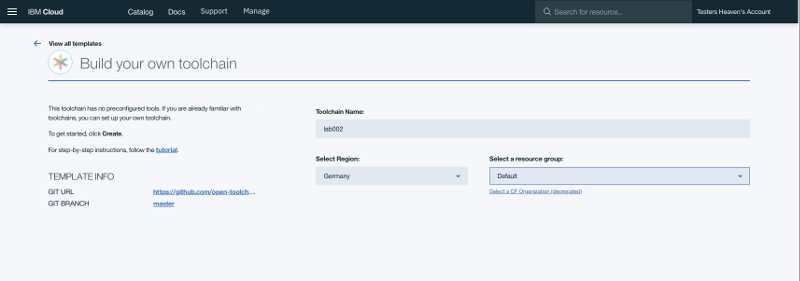 IBM Cloud Catalog Docs Support Manage Search for resource... Testers Heaven's Account
View all templates
Build your own toolchain
This toolchain has no preconfigured tools. If you are already familiar with
toolchains, you can set up your own toolchain.
To get started, click Create.
For step-by-step instructions, follow the tutorial.
TEMPLATE INFO
GIT URL https://github.com/open-toolch...
GIT BRANCH master
Toolchain Name:
lab002
Select Region:
Germany
Select a resource group:
Default
Select a CF Organization (deprecated)